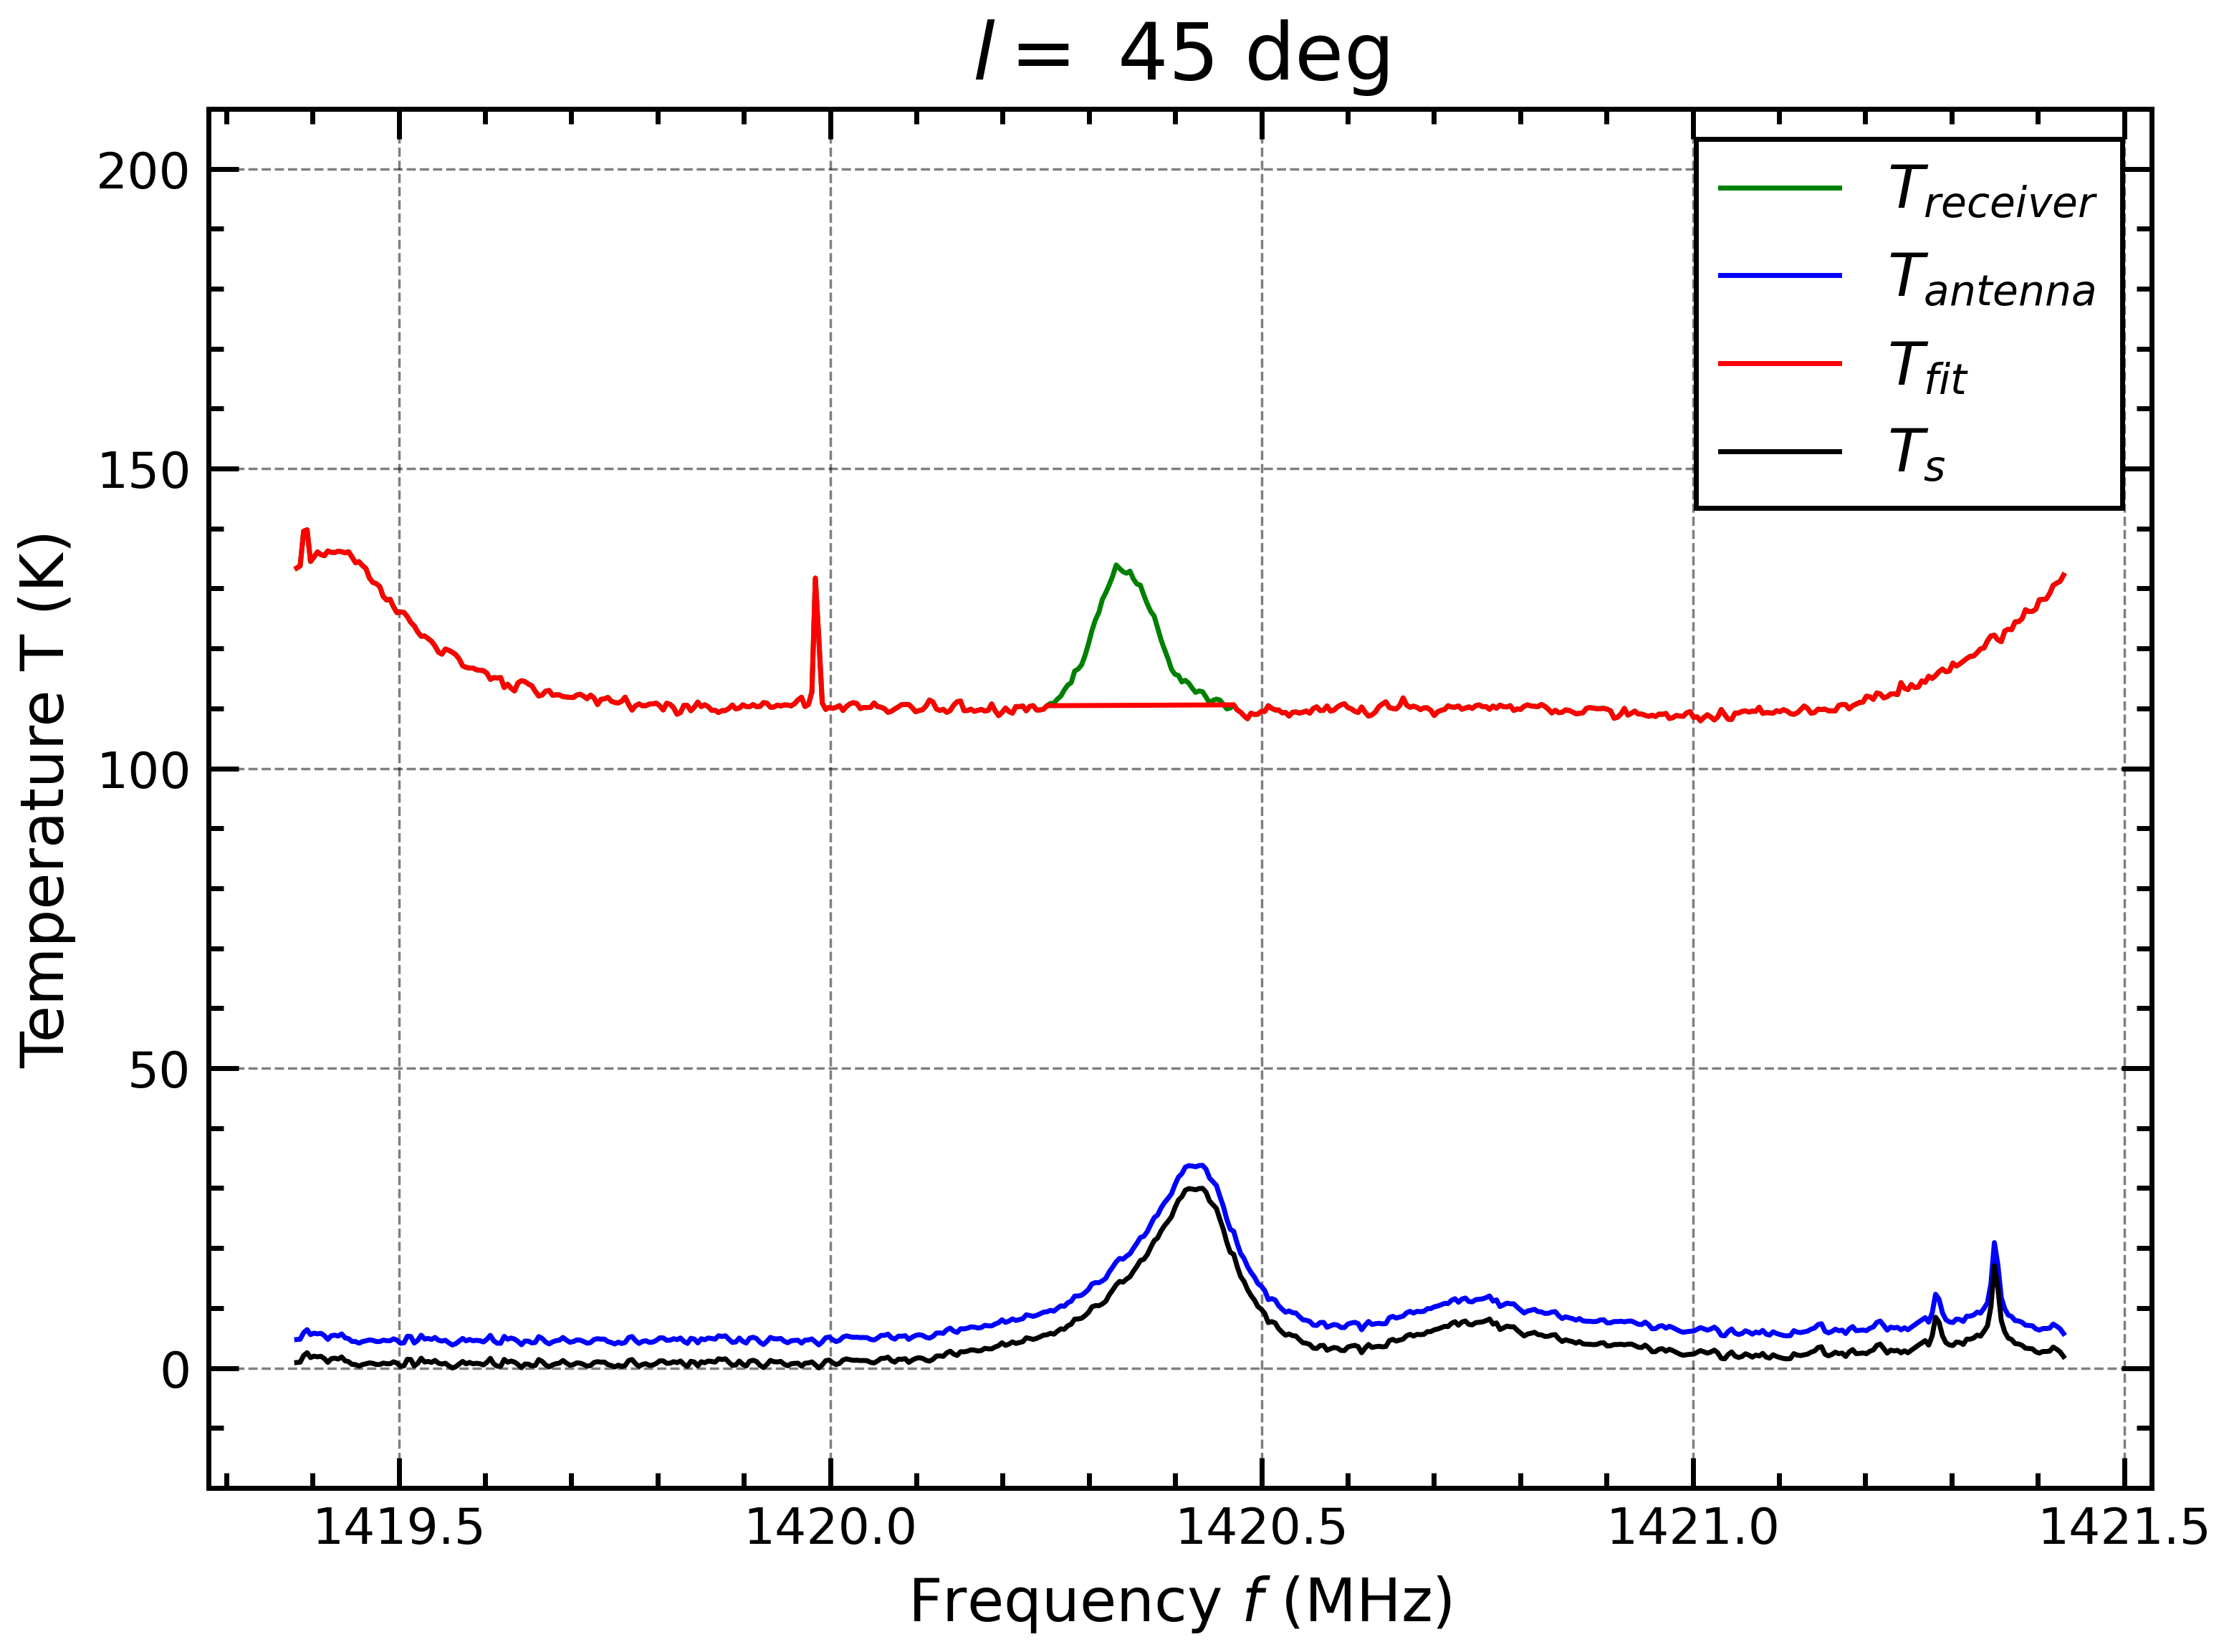 l = 45 deg
Temperature T (K)
200
150
100
50
0
T_receiver
T_antenna
T_fit
T_s
1419.5 1420.0 1420.5 1421.0 1421.5
Frequency f (MHz)